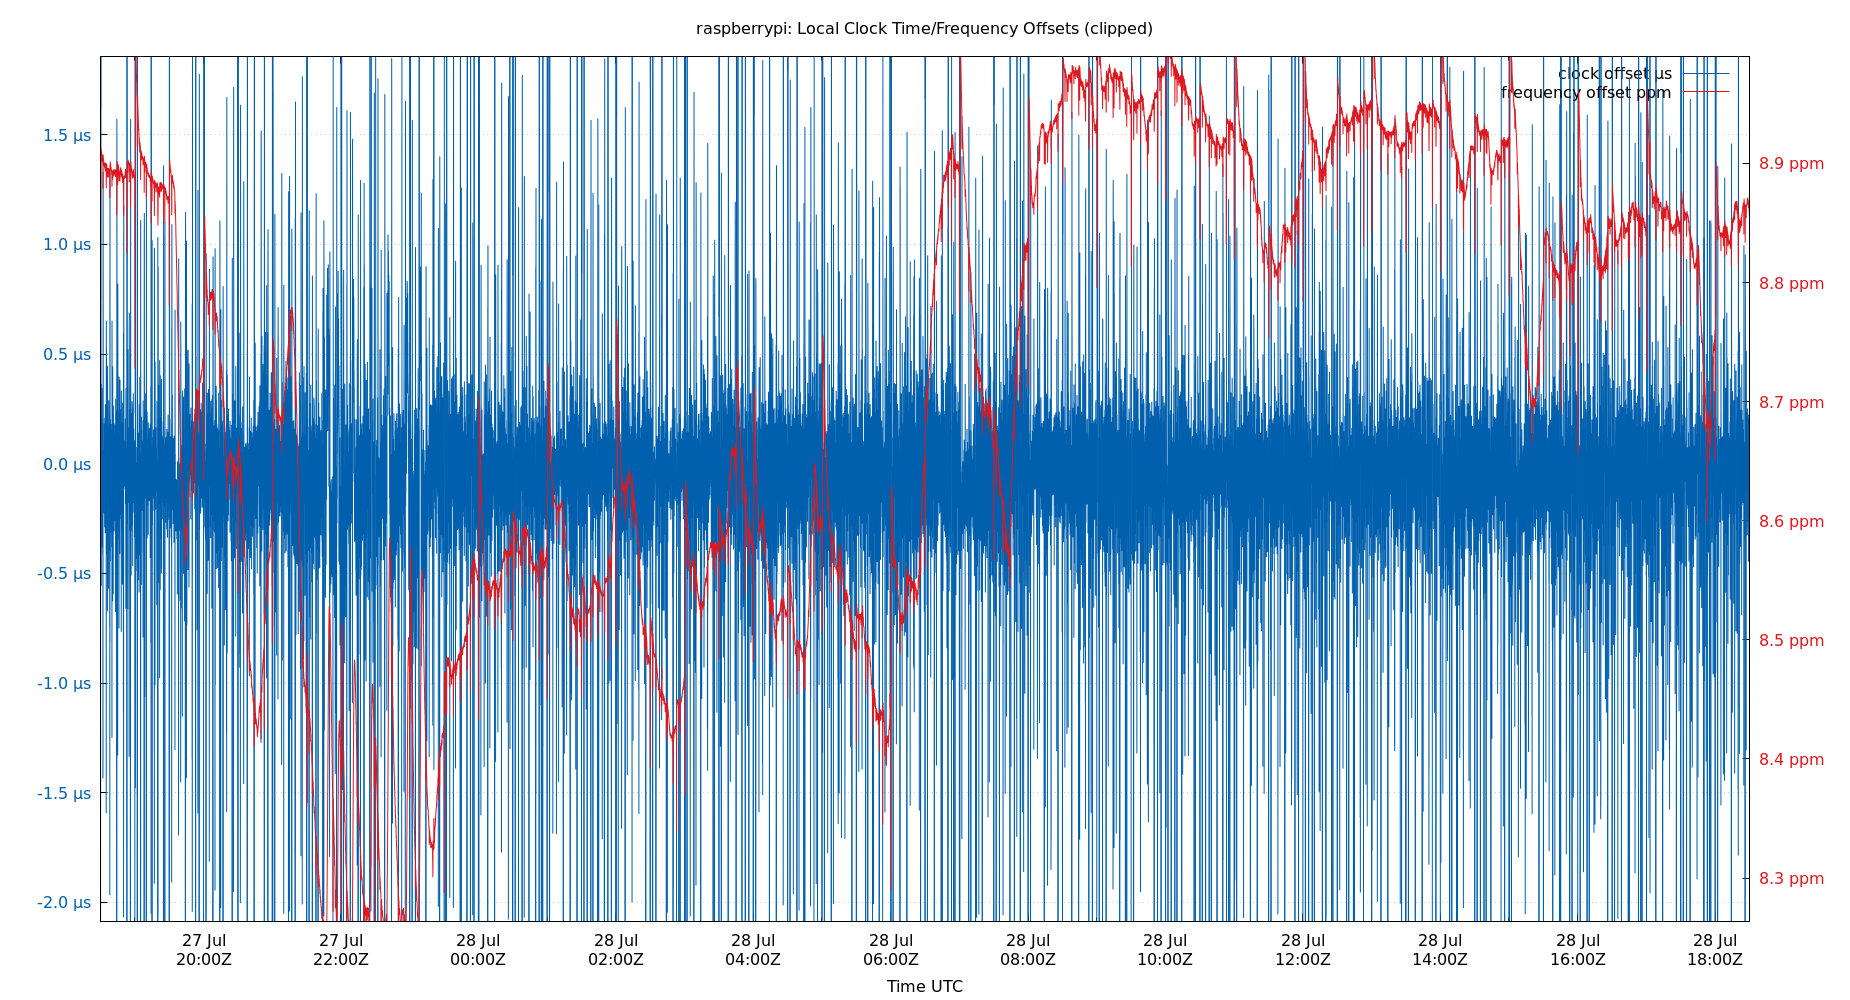 raspberrypi: Local Clock Time/Frequency Offsets (clipped)
clock offset µs
frequency offset ppm
1.5 µs
1.0 µs
0.5 µs
0.0 µs
-0.5 µs
-1.0 µs
-1.5 µs
-2.0 µs
8.9 ppm
8.8 ppm
8.7 ppm
8.6 ppm
8.5 ppm
8.4 ppm
8.3 ppm
27 Jul
20:00Z
27 Jul
22:00Z
28 Jul
00:00Z
28 Jul
02:00Z
28 Jul
04:00Z
28 Jul
06:00Z
28 Jul
08:00Z
28 Jul
10:00Z
28 Jul
12:00Z
28 Jul
14:00Z
28 Jul
16:00Z
28 Jul
18:00Z
Time UTC